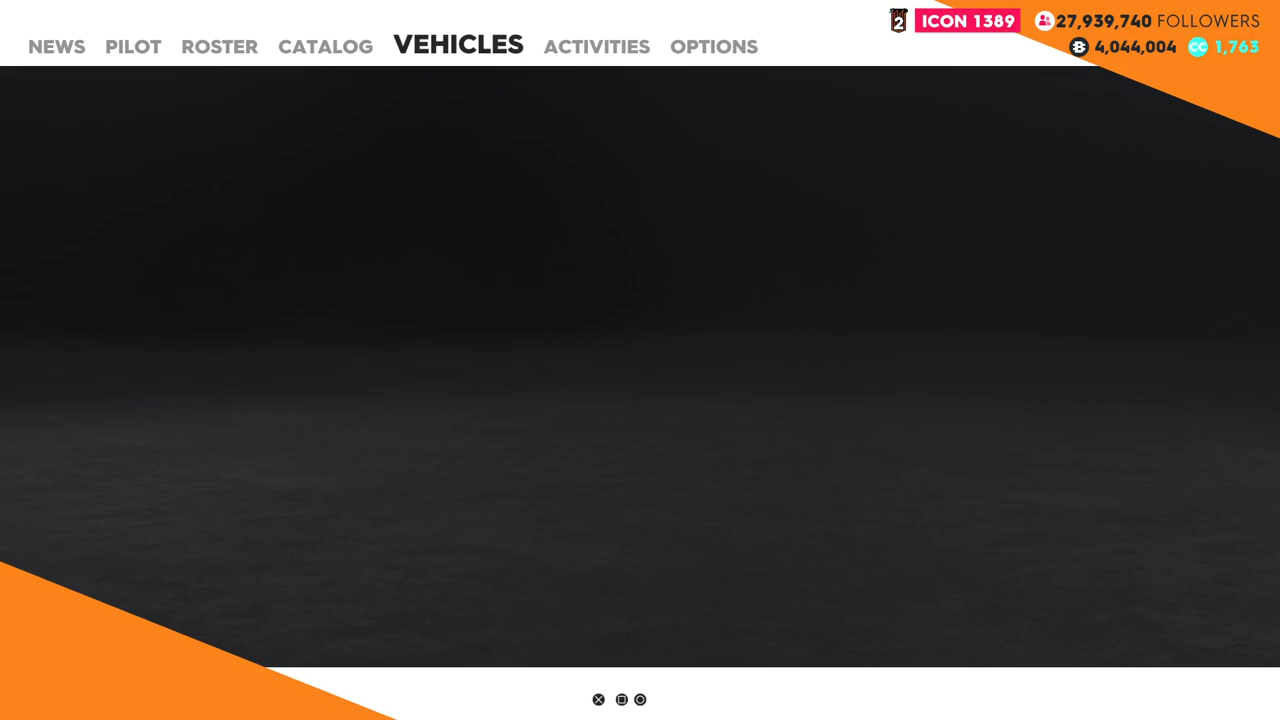 2 ICON 1389 27,939,740 FOLLOWERS
NEWS PILOT ROSTER CATALOG VEHICLES ACTIVITIES OPTIONS B 4,044,004 CC 1,763